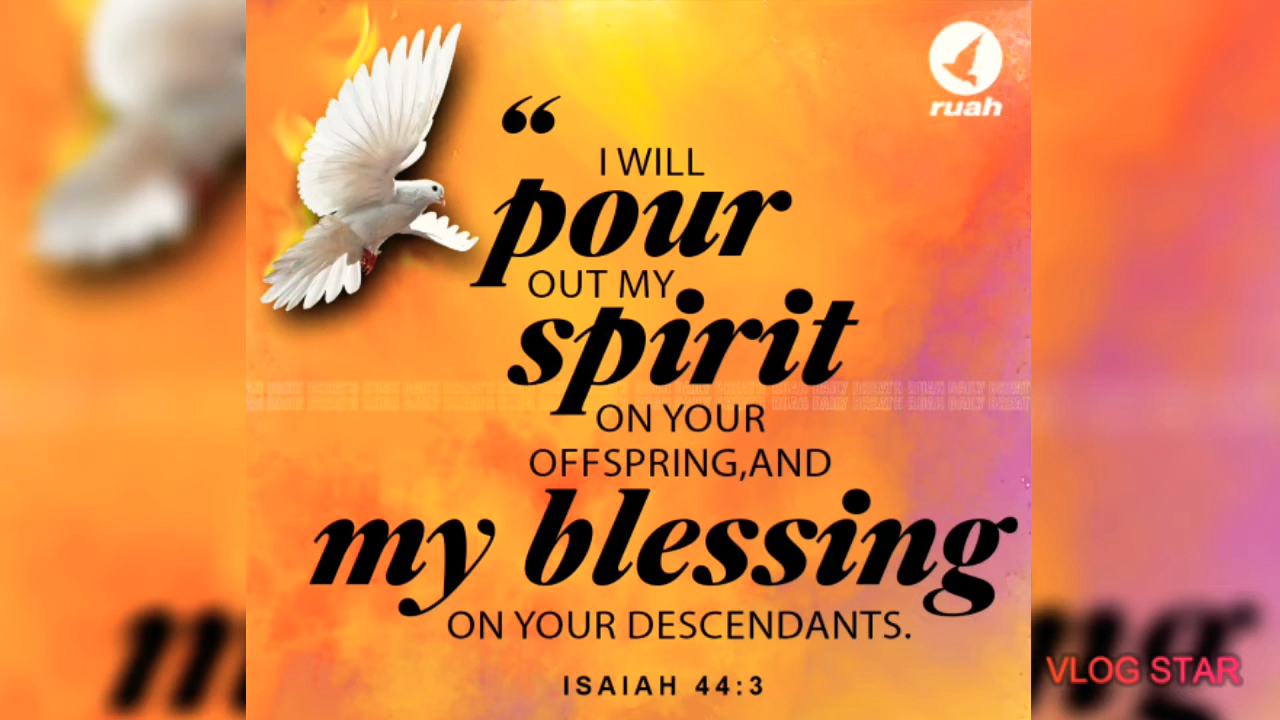 ruah
“
I WILL
pour
OUT MY
spirit
ON YOUR
OFFSPRING,AND
my blessing
ON YOUR DESCENDANTS.
ISAIAH 44:3
VLOG STAR